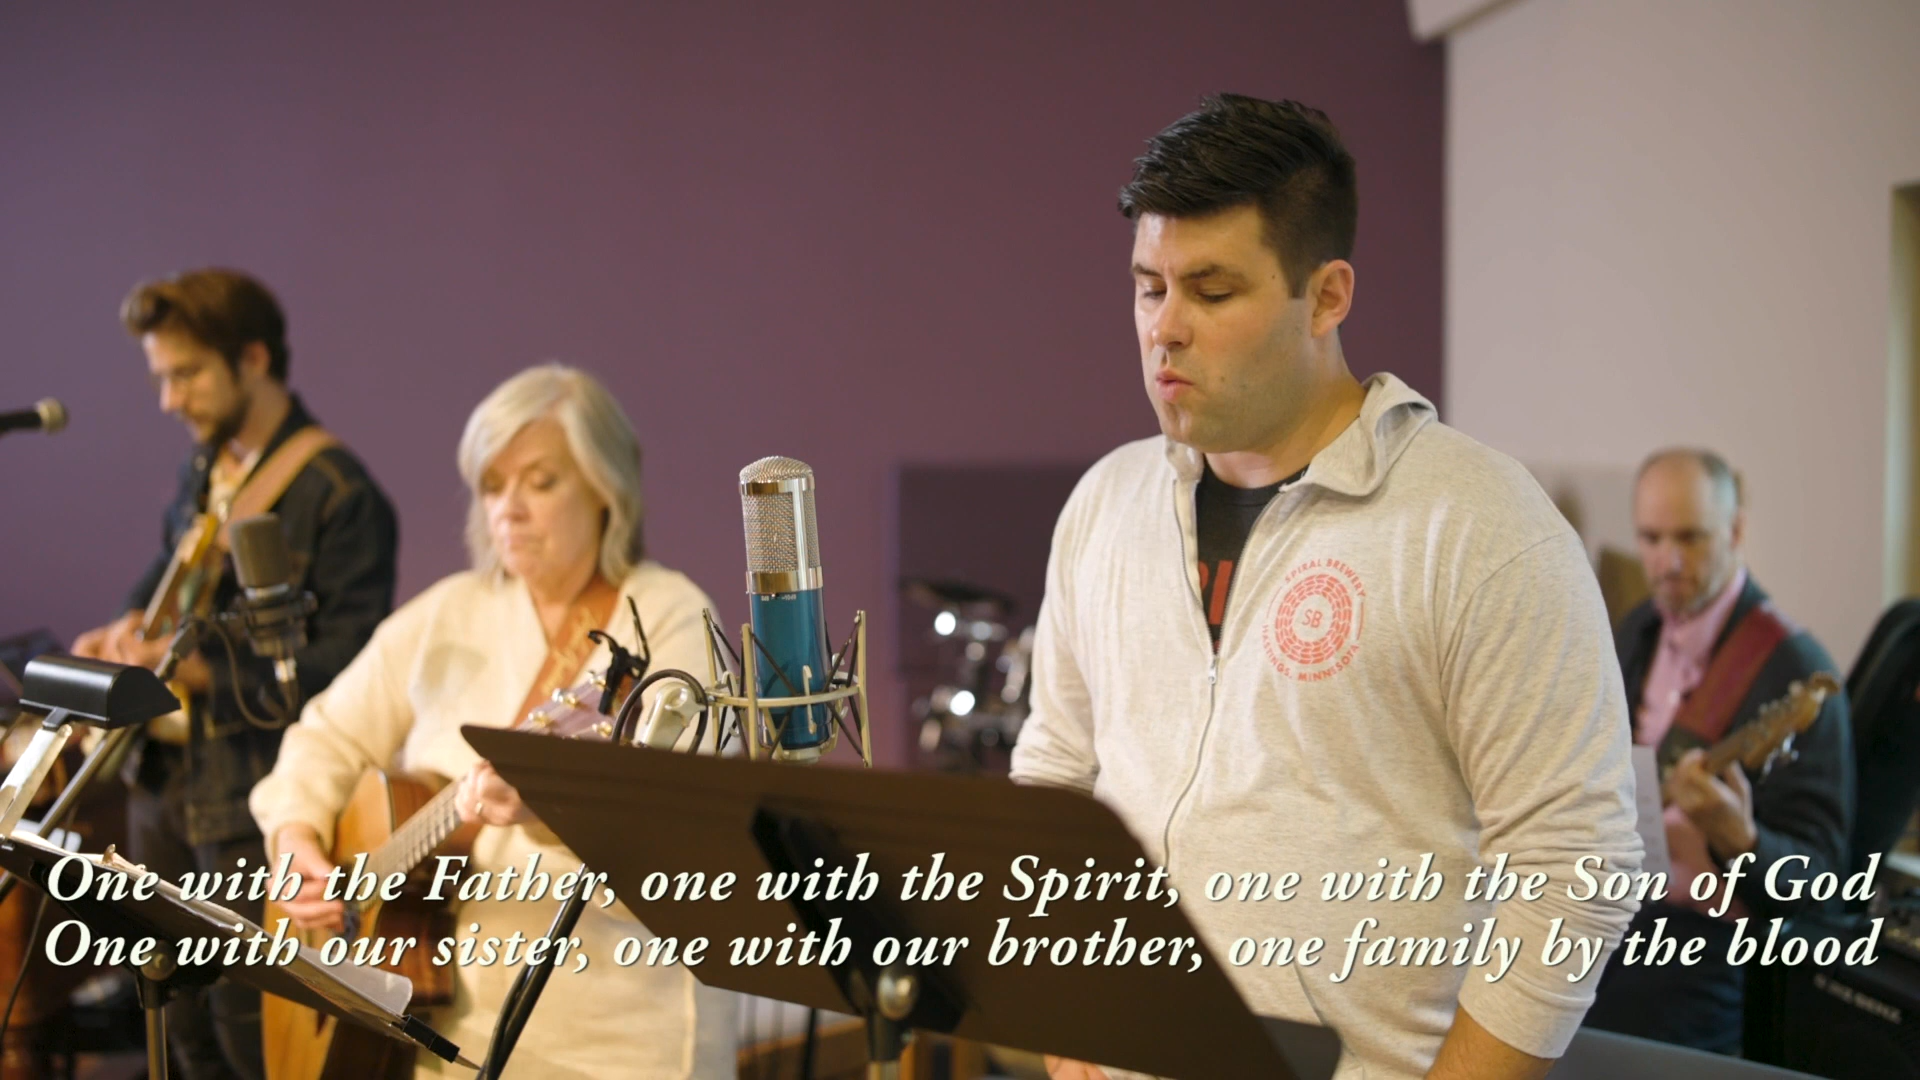 SPIRAL BREWERY
SB
HASTINGS, MINNESOTA
One with the Father, one with the Spirit, one with the Son of God
One with our sister, one with our brother, one family by the blood